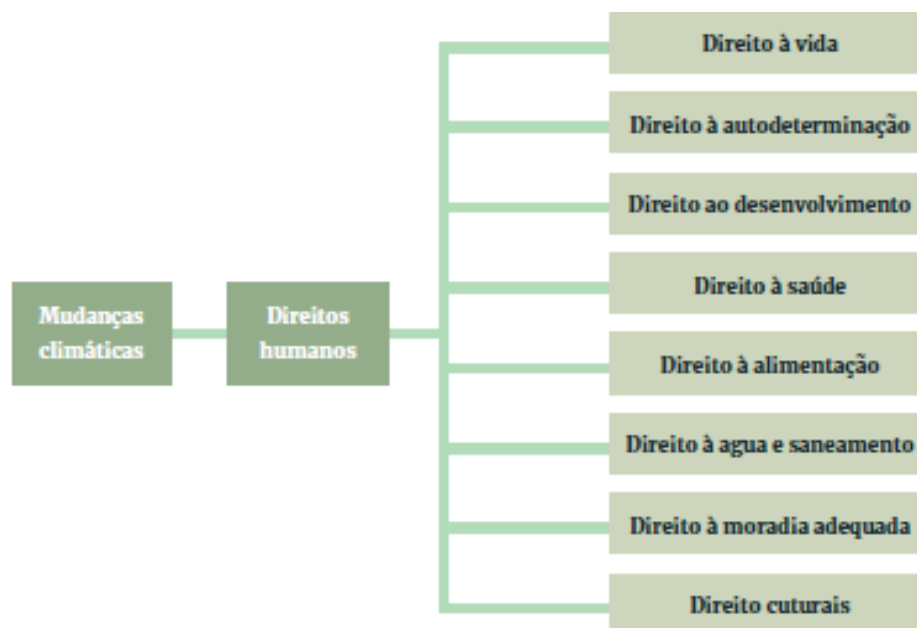 Mudanças
climáticas
Direitos
humanos
Direito à vida
Direito à autodeterminação
Direito ao desenvolvimento
Direito à saúde
Direito à alimentação
Direito à agua e saneamento
Direito à moradia adequada
Direito cuturais